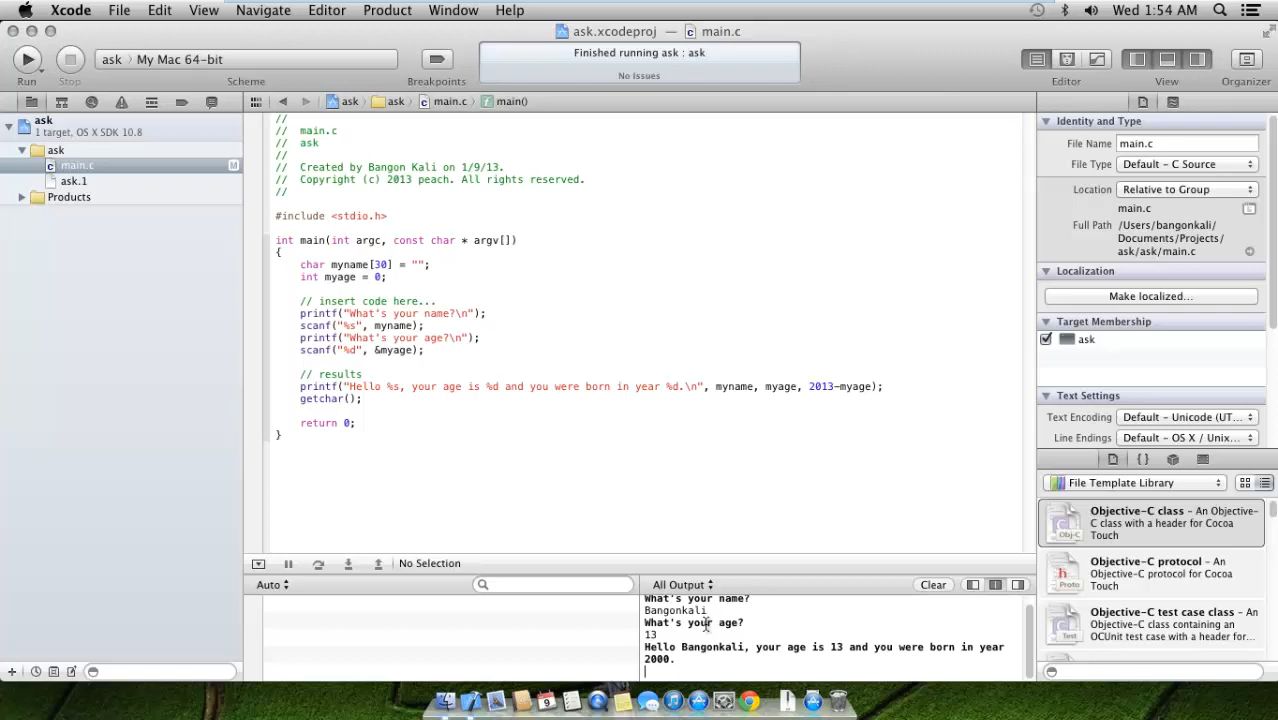 Xcode File Edit View Navigate Editor Product Window Help Wed 1:54 AM
ask.xcodeproj — main.c
ask My Mac 64-bit
Finished running ask : ask
No Issues
Run Stop Scheme Breakpoints Editor View Organizer
ask ask main.c main()
ask
1 target, OS X SDK 10.8
ask
main.c M
ask.1
Products
//
// main.c
// ask
//
// Created by Bangon Kali on 1/9/13.
// Copyright (c) 2013 peach. All rights reserved.
//
#include <stdio.h>
int main(int argc, const char * argv[])
{
char myname[30] = "";
int myage = 0;
// insert code here...
printf("What's your name?\n");
scanf("%s", myname);
printf("What's your age?\n");
scanf("%d", &myage);
// results
printf("Hello %s, your age is %d and you were born in year %d.\n", myname, myage, 2013-myage);
getchar();
return 0;
}
Identity and Type
File Name main.c
File Type Default - C Source
Location Relative to Group
main.c
Full Path /Users/bangonkali/
Documents/Projects/
ask/ask/main.c
Localization
Make localized...
Target Membership
ask
Text Settings
Text Encoding Default - Unicode (UT...
Line Endings Default - OS X / Unix...
File Template Library
Objective-C class - An Objective-
C class with a header for Cocoa
Touch
Objective-C protocol - An
Objective-C protocol for Cocoa
Touch
Objective-C test case class - An
Objective-C class containing an
OCUnit test case with a header for...
No Selection
Auto
All Output Clear
What's your name?
Bangonkali
What's your age?
13
Hello Bangonkali, your age is 13 and you were born in year
2000.